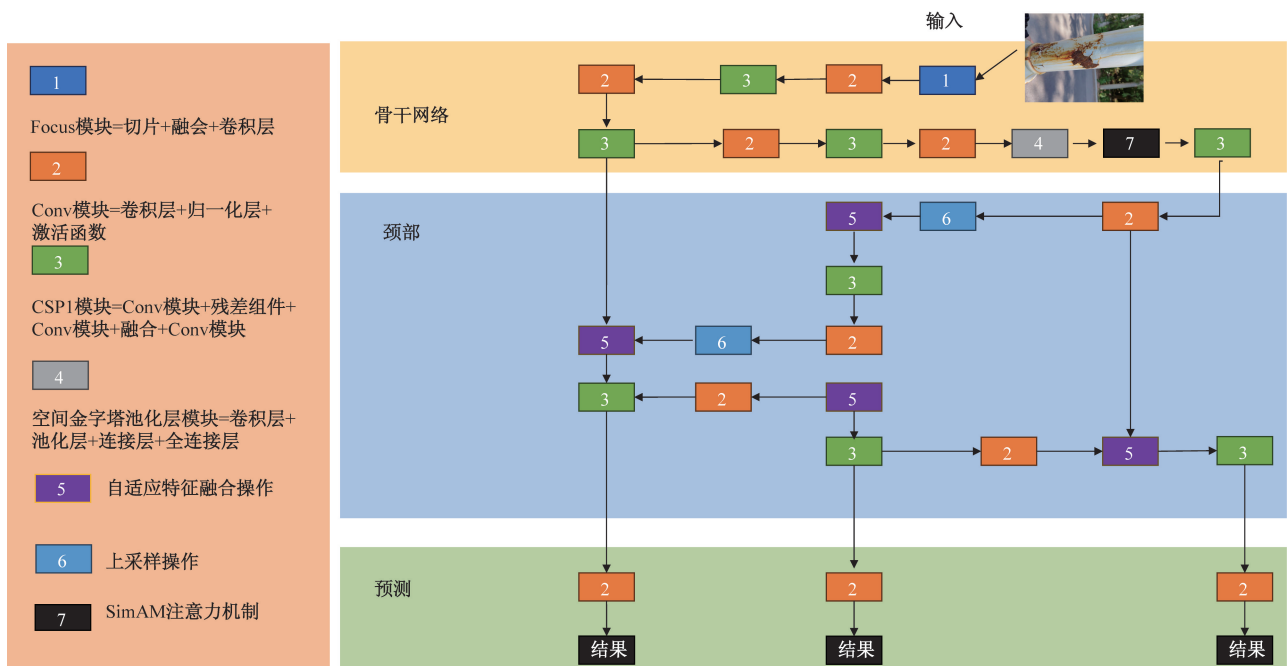 1
Focus模块=切片+融会+卷积层
2
Conv模块=卷积层+归一化层+
激活函数
3
CSP1模块=Conv模块+残差组件+
Conv模块+融合+Conv模块
4
空间金字塔池化层模块=卷积层+
池化层+连接层+全连接层
5 自适应特征融合操作
6 上采样操作
7 SimAM注意力机制
输入
2 3 2 1
骨干网络
3 2 3 2 4 7 3
颈部
5 6 2
3
5 6 2
3 2 5
3 2 5 3
预测
2 2 2
结果 结果 结果